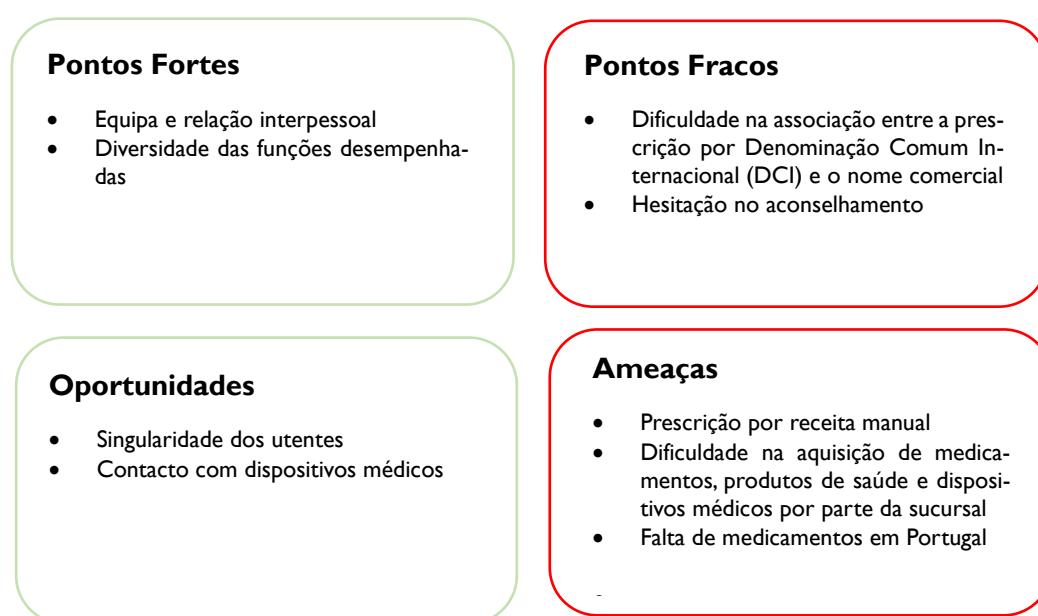 Pontos Fortes
• Equipa e relação interpessoal
• Diversidade das funções desempenha-
das
Pontos Fracos
• Dificuldade na associação entre a pres-
crição por Denominação Comum In-
ternacional (DCI) e o nome comercial
• Hesitação no aconselhamento
Oportunidades
• Singularidade dos utentes
• Contacto com dispositivos médicos
Ameaças
• Prescrição por receita manual
• Dificuldade na aquisição de medica-
mentos, produtos de saúde e disposi-
tivos médicos por parte da sucursal
• Falta de medicamentos em Portugal